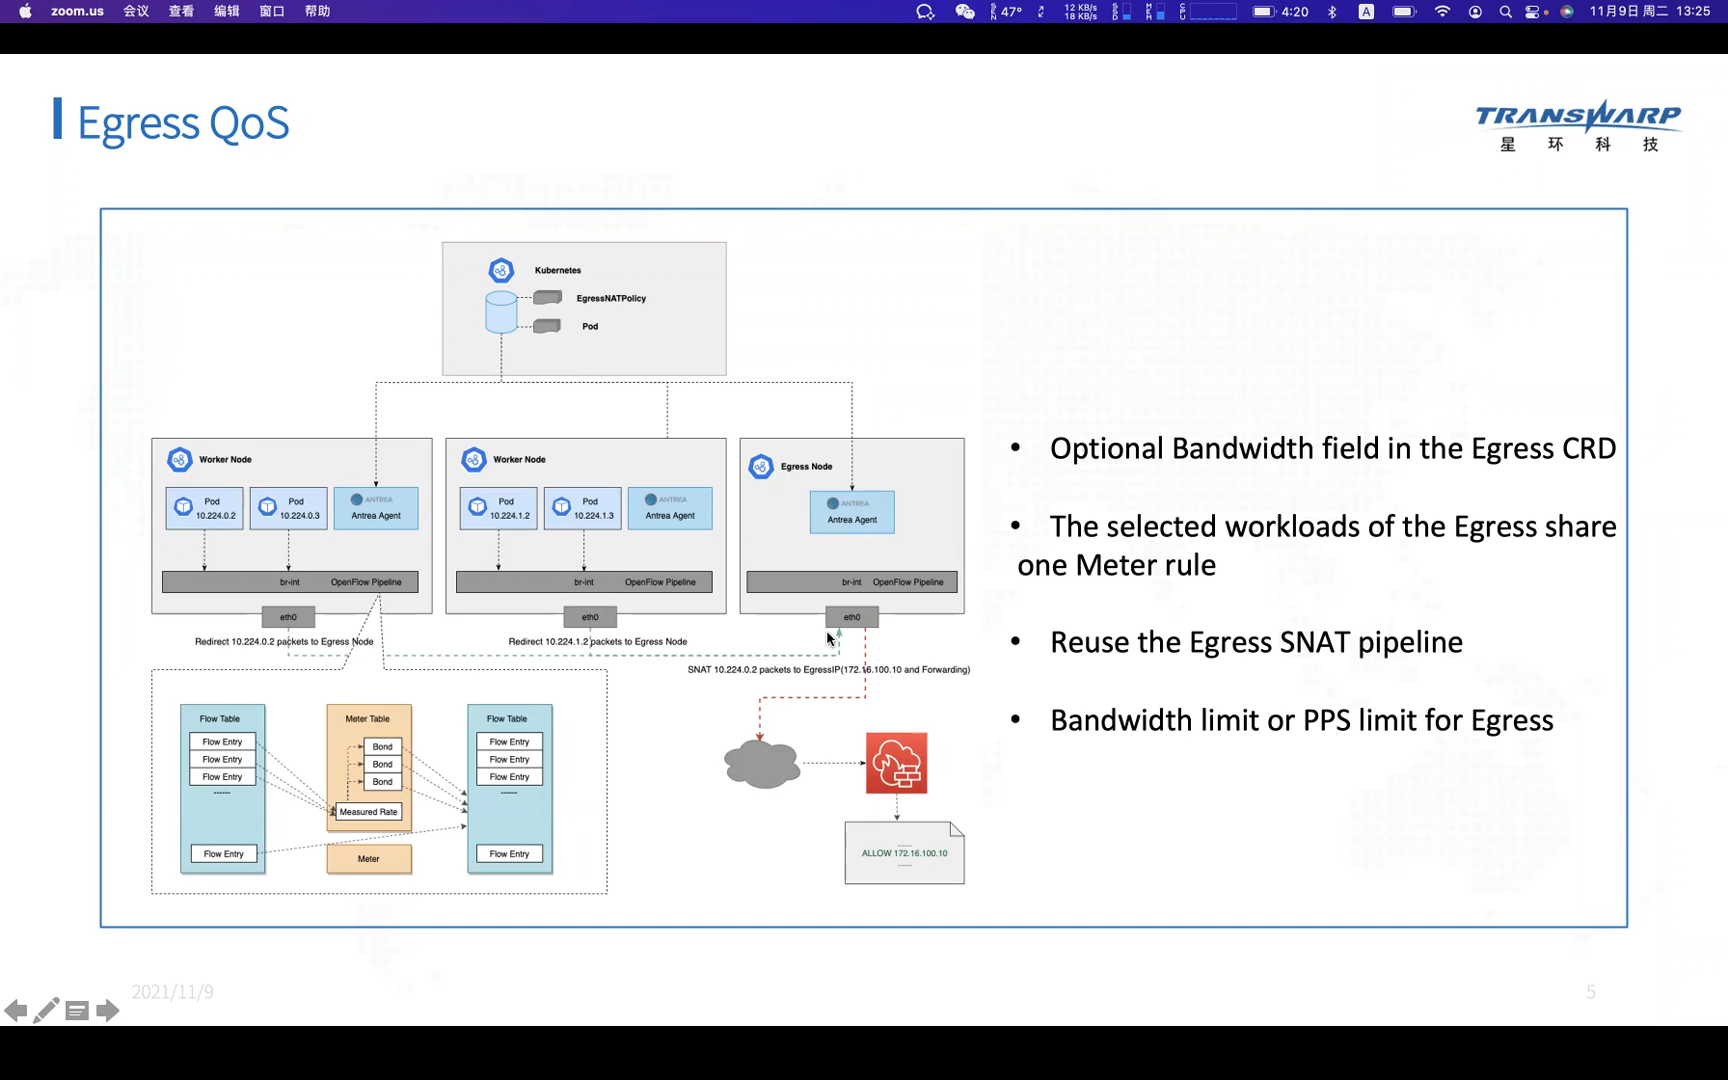 zoom.us 会议 查看 编辑 窗口 帮助
47° 12 KB/s 18 KB/s 4:20 A 11月9日 周二 13:25
Egress QoS
TRANSWARP
星环科技
Kubernetes
EgressNATPolicy
Pod
Worker Node
Pod
10.224.0.2
Pod
10.224.0.3
ANTREA
Antrea Agent
br-int OpenFlow Pipeline
eth0
Redirect 10.224.0.2 packets to Egress Node
Worker Node
Pod
10.224.1.2
Pod
10.224.1.3
ANTREA
Antrea Agent
br-int OpenFlow Pipeline
eth0
Redirect 10.224.1.2 packets to Egress Node
Egress Node
ANTREA
Antrea Agent
br-int OpenFlow Pipeline
eth0
SNAT 10.224.0.2 packets to EgressIP(172.16.100.10 and Forwarding)
Flow Table
Flow Entry
Flow Entry
Flow Entry
------
Flow Entry
Meter Table
Bond
Bond
Bond
Measured Rate
Meter
Flow Table
Flow Entry
Flow Entry
Flow Entry
------
Flow Entry
......
ALLOW 172.16.100.10
......
• Optional Bandwidth field in the Egress CRD
• The selected workloads of the Egress share
one Meter rule
• Reuse the Egress SNAT pipeline
• Bandwidth limit or PPS limit for Egress
2021/11/9
5